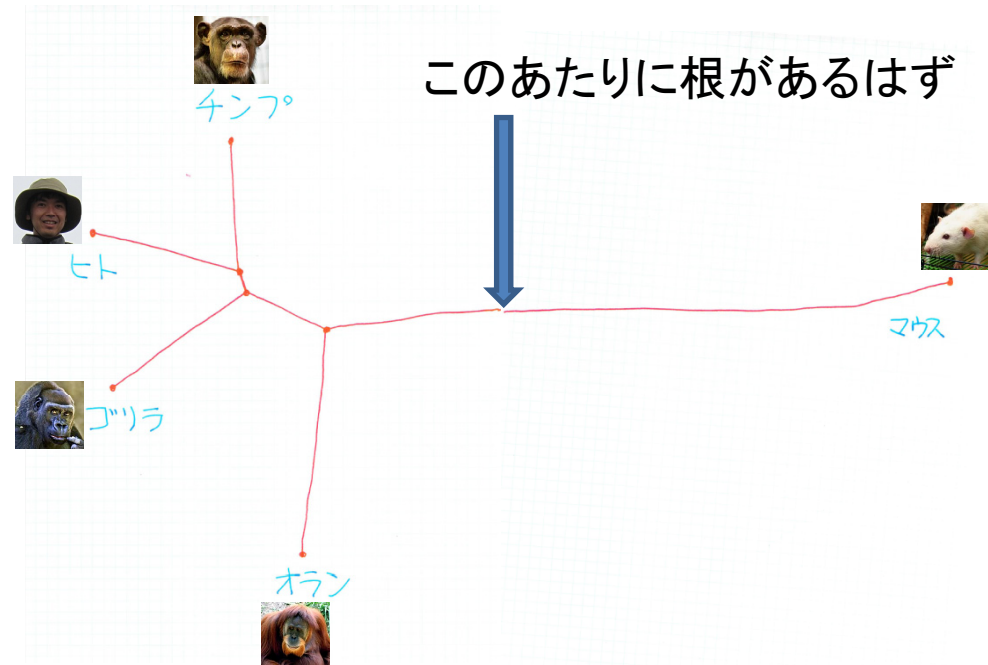 このあたりに根があるはず
チンプ
ヒト
マウス
ゴリラ
オラン